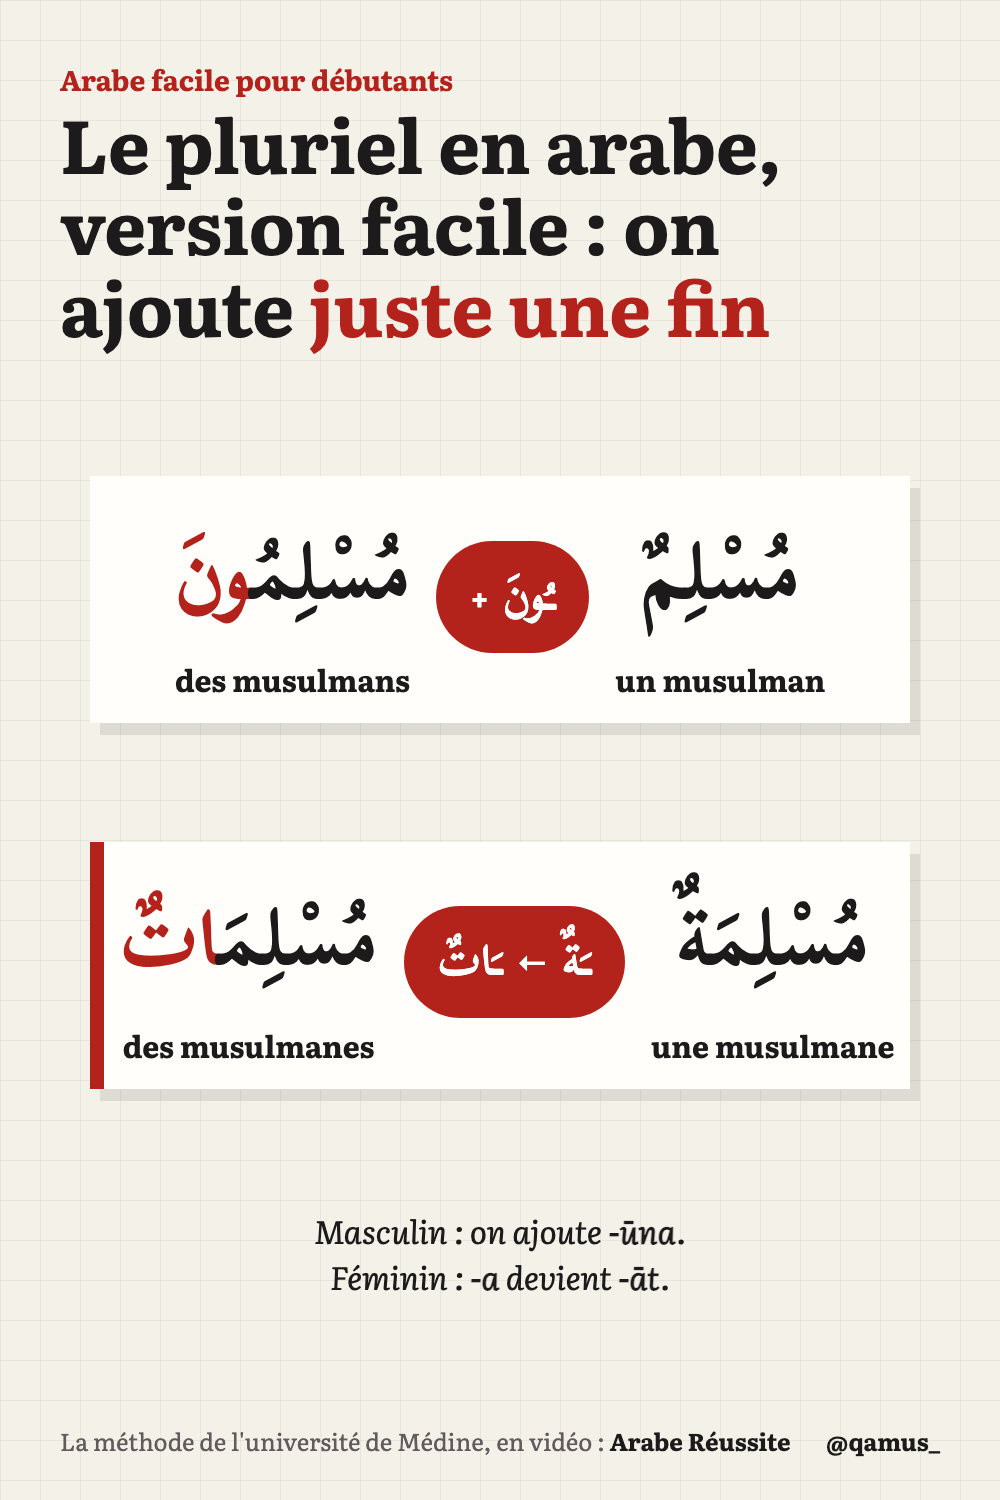 Arabe facile pour débutants
Le pluriel en arabe,
version facile : on
ajoute juste une fin
مُسْلِمٌ
ـُونَ +
مُسْلِمُونَ
un musulman
des musulmans
مُسْلِمَةٌ
ـَةٌ ← ـَاتٌ
مُسْلِمَاتٌ
une musulmane
des musulmanes
Masculin : on ajoute -ūna.
Féminin : -a devient -āt.
La méthode de l'université de Médine, en vidéo : Arabe Réussite @qamus_